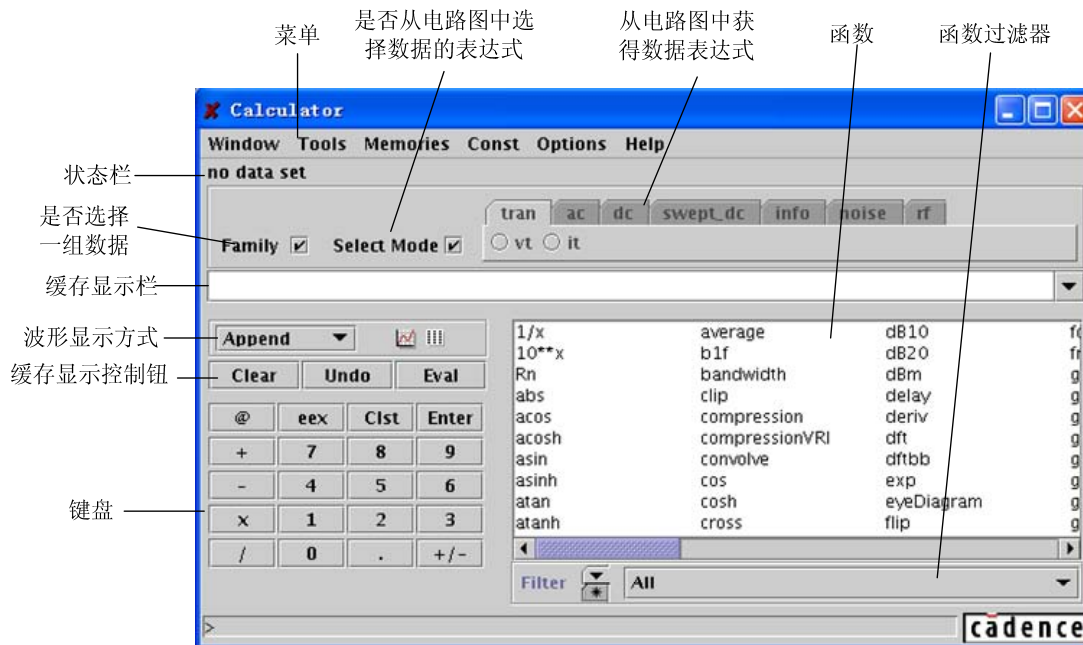 菜单
是否从电路图中选
择数据的表达式
从电路图中获
得数据表达式
函数
函数过滤器
Calculator
Window Tools Memories Const Options Help
状态栏
no data set
是否选择
一组数据
tran ac dc swept_dc info noise rf
Family Select Mode vt it
缓存显示栏
波形显示方式
Append
缓存显示控制钮
Clear Undo Eval
@ eex Clst Enter
+ 7 8 9
- 4 5 6
键盘
x 1 2 3
/ 0 . +/-
1/x average dB10
10**x b1f dB20
Rn bandwidth dBm
abs clip delay
acos compression deriv
acosh compressionVRI dft
asin convolve dftbb
asinh cos exp
atan cosh eyeDiagram
atanh cross flip
Filter All
>
cadence